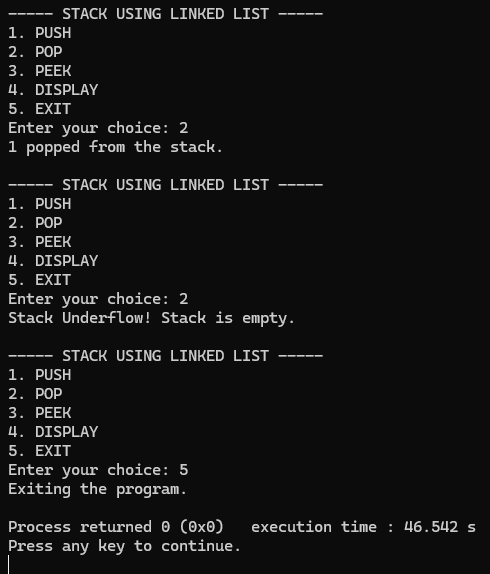 ----- STACK USING LINKED LIST -----
1. PUSH
2. POP
3. PEEK
4. DISPLAY
5. EXIT
Enter your choice: 2
1 popped from the stack.

----- STACK USING LINKED LIST -----
1. PUSH
2. POP
3. PEEK
4. DISPLAY
5. EXIT
Enter your choice: 2
Stack Underflow! Stack is empty.

----- STACK USING LINKED LIST -----
1. PUSH
2. POP
3. PEEK
4. DISPLAY
5. EXIT
Enter your choice: 5
Exiting the program.

Process returned 0 (0x0)   execution time : 46.542 s
Press any key to continue.